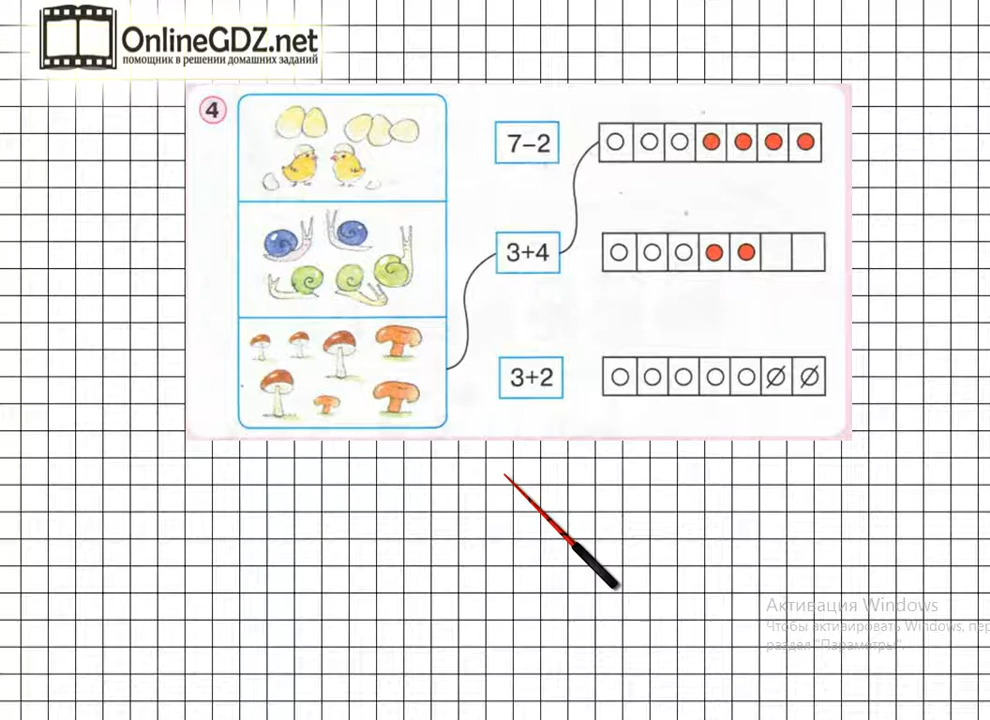 OnlineGDZ.net
помощник в решении домашних заданий
4
7–2
3+4
3+2
Активация Windows
Чтобы активировать Windows, пер
раздел "Параметры".